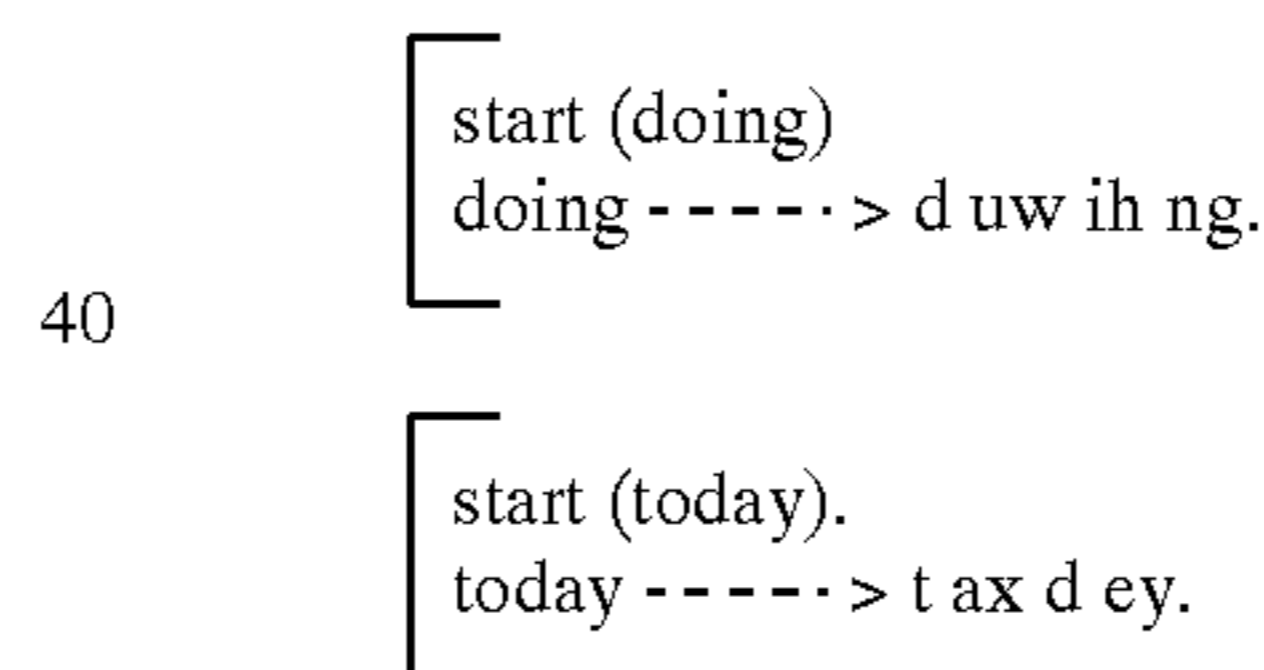 start (doing)
doing - - - - - > d uw ih ng.
40
start (today).
today - - - - - > t ax d ey.